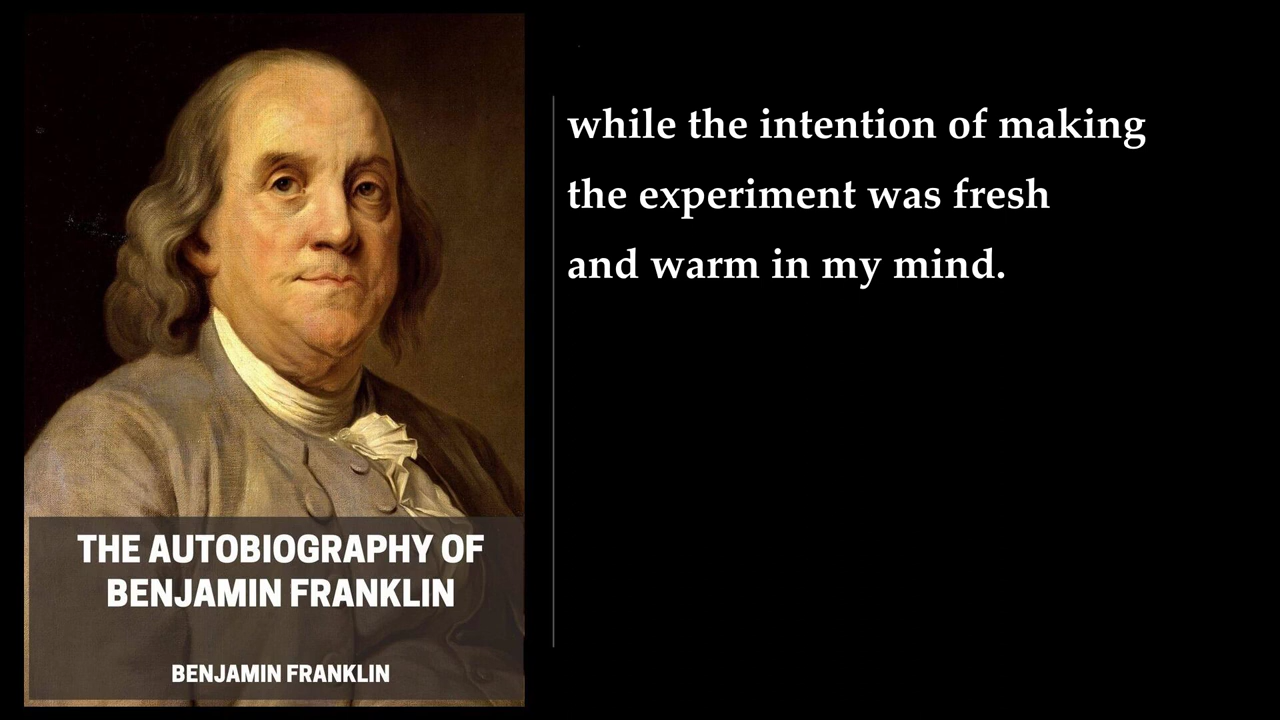 while the intention of making
the experiment was fresh
and warm in my mind.
THE AUTOBIOGRAPHY OF
BENJAMIN FRANKLIN
BENJAMIN FRANKLIN